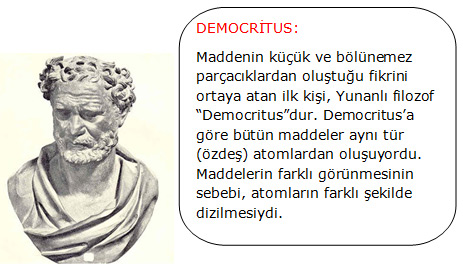 DEMOCRİTUS:
Maddenin küçük ve bölünemez
parçacıklardan oluştuğu fikrini
ortaya atan ilk kişi, Yunanlı filozof
“Democritus”dur. Democritus’a
göre bütün maddeler aynı tür
(özdeş) atomlardan oluşuyordu.
Maddelerin farklı görünmesinin
sebebi, atomların farklı şekilde
dizilmesiydi.